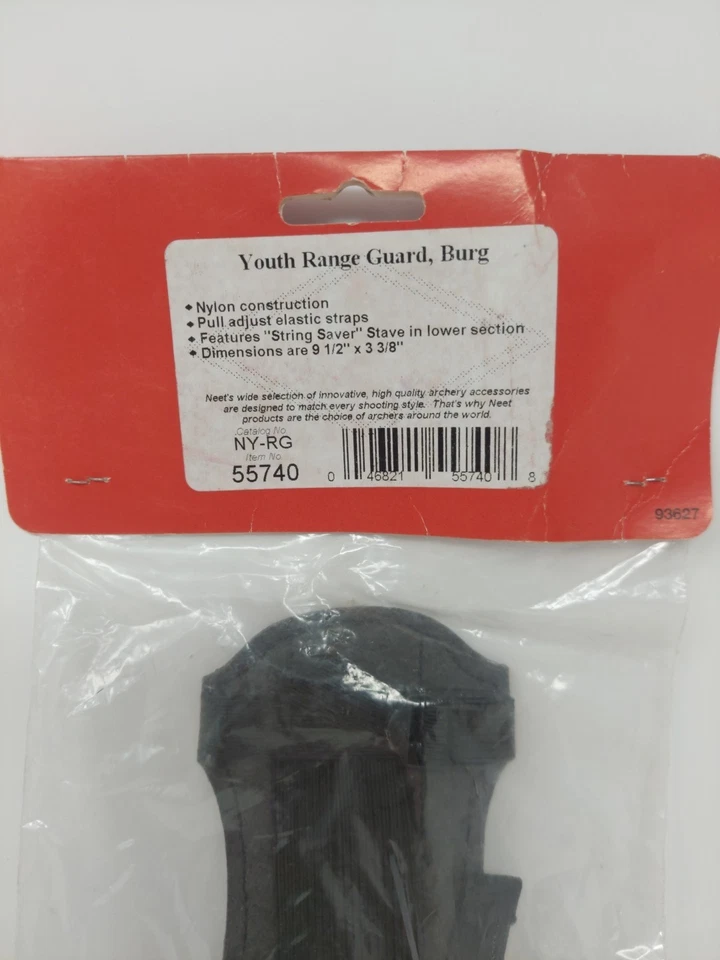 Youth Range Guard, Burg
Nylon construction
Pull adjust elastic straps
Features "String Saver" Stave in lower section
Dimensions are 9 1/2" x 3 3/8"
Neet's wide selection of innovative, high quality archery accessories
are designed to match every shooting style. That's why Neet
products are the choice of archers around the world.
Catalog No
NY-RG
Item No
55740
0 46821 55740 8
93627